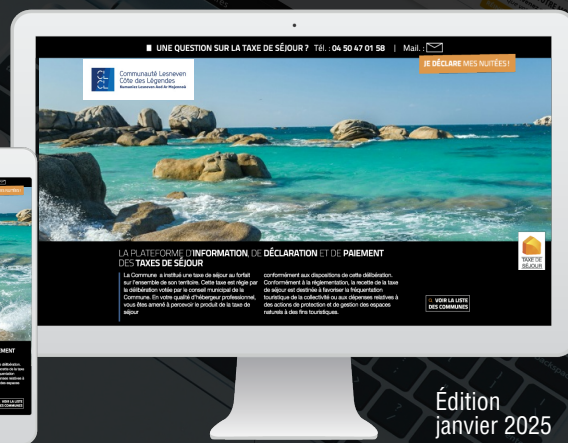 UNE QUESTION SUR LA TAXE DE SÉJOUR ? Tél. : 04 50 47 01 58 | Mail. :
JE DÉCLARE MES NUITÉES !
Communauté Lesneven
Côte des Légendes
Kumuniezh Lesneven Aod Ar Mojennoù
LA PLATEFORME D'INFORMATION, DE DÉCLARATION ET DE PAIEMENT
DES TAXES DE SÉJOUR
La Commune a institué une taxe de séjour au forfait
sur l'ensemble de son territoire. Cette taxe est régie par
la délibération votée par le conseil municipal de la
Commune. En votre qualité d'hébergeur professionnel,
vous êtes amené à percevoir le produit de la taxe de
séjour
conformément aux dispositions de cette délibération.
Conformément à la réglementation, la recette de la taxe
de séjour est destinée à favoriser la fréquentation
touristique de la collectivité ou aux dépenses relatives à
des actions de protection et de gestion des espaces
naturels à des fins touristiques.
TAXE DE
SÉJOUR
VOIR LA LISTE
DES COMMUNES
Édition
janvier 2025